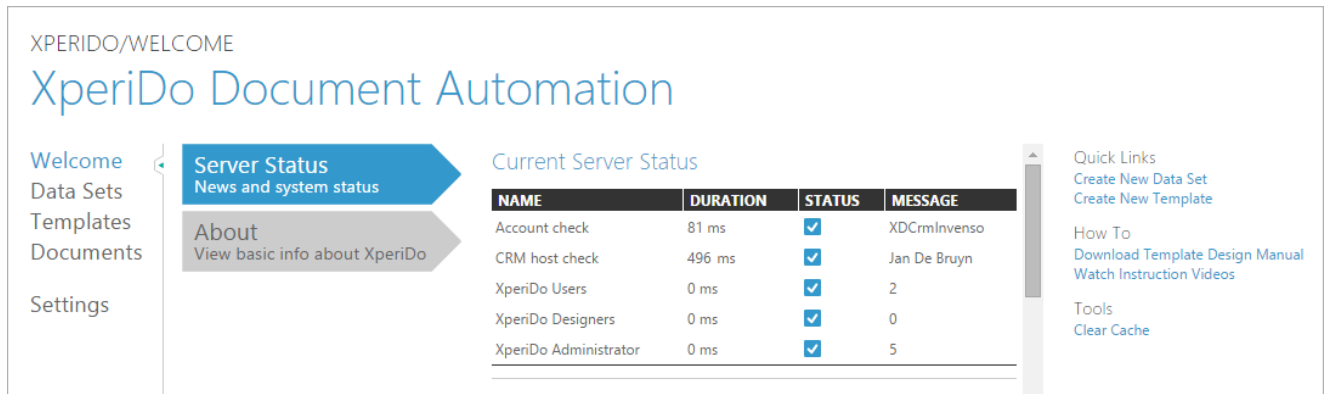 XPERIDO/WELCOME
XperiDo Document Automation
Welcome
Data Sets
Templates
Documents
Settings
Server Status
News and system status
About
View basic info about XperiDo
Current Server Status
NAME DURATION STATUS MESSAGE
Account check 81 ms XDCrmInvenso
CRM host check 496 ms Jan De Bruyn
XperiDo Users 0 ms 2
XperiDo Designers 0 ms 0
XperiDo Administrator 0 ms 5
Quick Links
Create New Data Set
Create New Template
How To
Download Template Design Manual
Watch Instruction Videos
Tools
Clear Cache